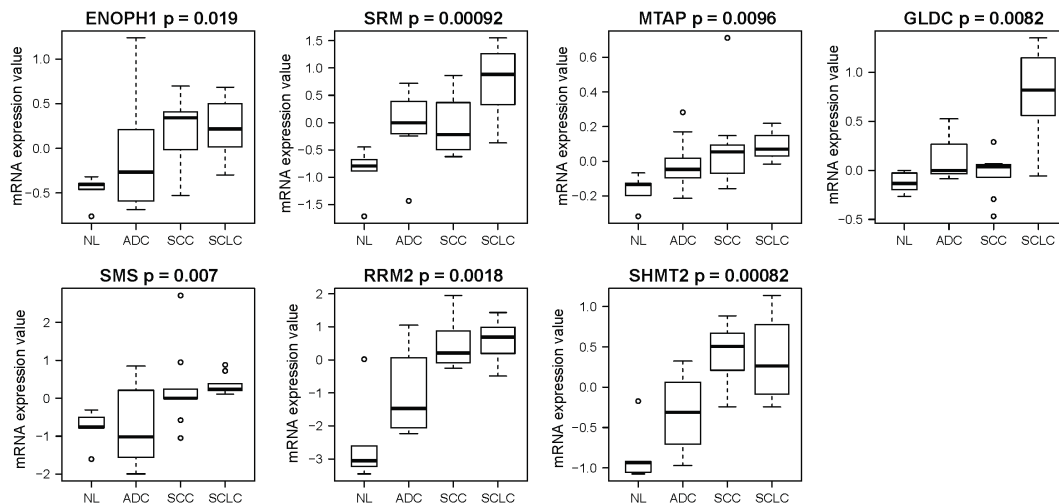 ENOPH1 p = 0.019
mRNA expression value
1.0
0.5
0.0
−0.5
NL ADC SCC SCLC
SRM p = 0.00092
mRNA expression value
1.5
1.0
0.5
0.0
−0.5
−1.0
−1.5
NL ADC SCC SCLC
MTAP p = 0.0096
mRNA expression value
0.6
0.4
0.2
0.0
−0.2
NL ADC SCC SCLC
GLDC p = 0.0082
mRNA expression value
1.0
0.5
0.0
−0.5
NL ADC SCC SCLC
SMS p = 0.007
mRNA expression value
2
1
0
−1
−2
NL ADC SCC SCLC
RRM2 p = 0.0018
mRNA expression value
2
1
0
−1
−2
−3
NL ADC SCC SCLC
SHMT2 p = 0.00082
mRNA expression value
1.0
0.5
0.0
−0.5
−1.0
NL ADC SCC SCLC